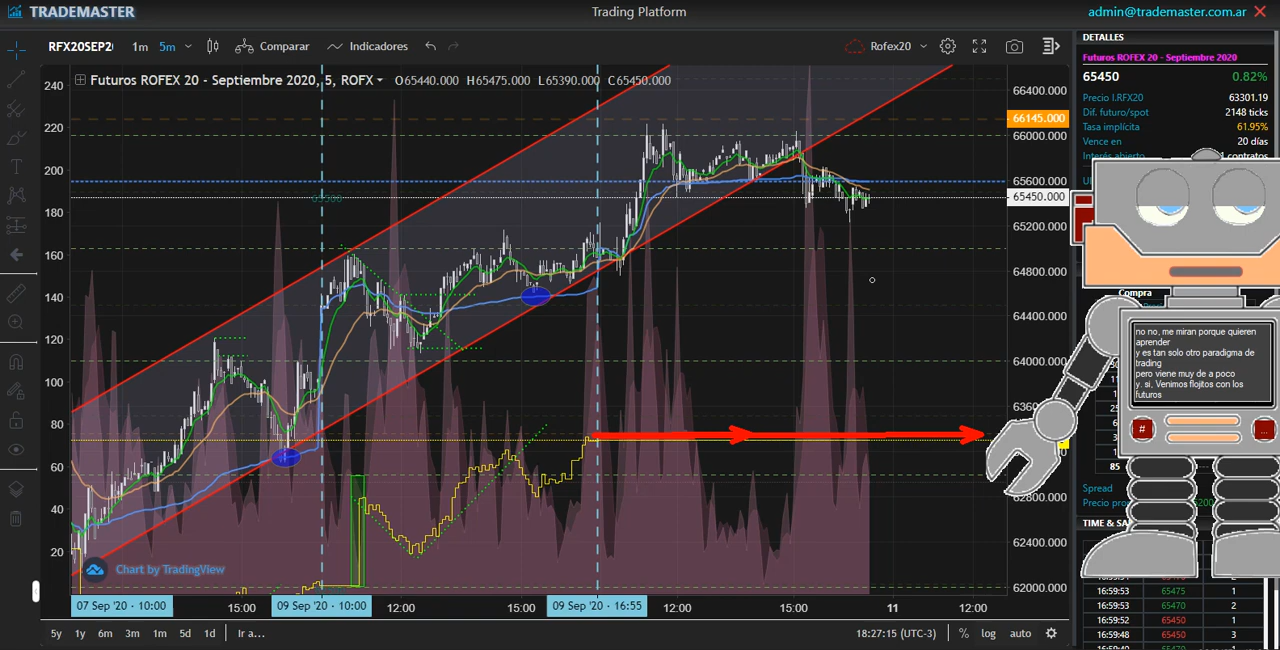 TRADEMASTER
Trading Platform
admin@trademaster.com.ar
RFX20SEP2
1m 5m
Comparar
Indicadores
Rofex20
Futuros ROFEX 20 - Septiembre 2020, 5, ROFX
O65440.000 H65475.000 L65390.000 C65450.000
240
220
200
180
160
140
120
100
80
60
40
20
66400.000
66145.000
66000.000
65600.000
65450.000
65200.000
64800.000
64400.000
64000.000
62800.000
62400.000
62000.000
Chart by TradingView
07 Sep '20 - 10:00
15:00
09 Sep '20 - 10:00
12:00
15:00
09 Sep '20 - 16:55
12:00
15:00
11
12:00
5y 1y 6m 3m 1m 5d 1d Ir a...
18:27:15 (UTC-3) % log auto
DETALLES
Futuros ROFEX 20 - Septiembre 2020
65450 0.82%
Precio I.RFX20 63301.19
Dif. futuro/spot 2148 ticks
Tasa implícita 61.95%
Vence en 20 días
Interés abierto contratos
Compra
no no, me miran porque quieren
aprender
y es tan solo otro paradigma de
trading
pero viene muy de a poco
y. si, Venimos flojitos con los
futuros
#
...
85
Spread
Precio pro
TIME & SA
16:59:53 65475 1
16:59:53 65470 2
16:59:52 65450 1
16:59:48 65450 3